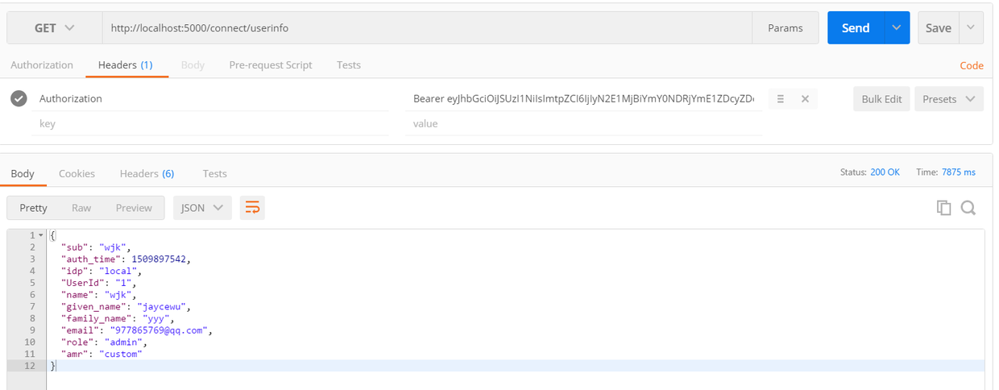 GET http://localhost:5000/connect/userinfo Params Send Save
Authorization Headers (1) Body Pre-request Script Tests Code
Authorization Bearer eyJhbGciOiJSUzI1NiIsImtpZCI6IjIyN2E1MjBiYmY0NDRjYmE1ZDcyZD Bulk Edit Presets
key value
Body Cookies Headers (6) Tests Status: 200 OK Time: 7875 ms
Pretty Raw Preview JSON
1 {
2 "sub": "wjk",
3 "auth_time": 1509897542,
4 "idp": "local",
5 "UserId": "1",
6 "name": "wjk",
7 "given_name": "jaycewu",
8 "family_name": "yyy",
9 "email": "977865769@qq.com",
10 "role": "admin",
11 "amr": "custom"
12 }